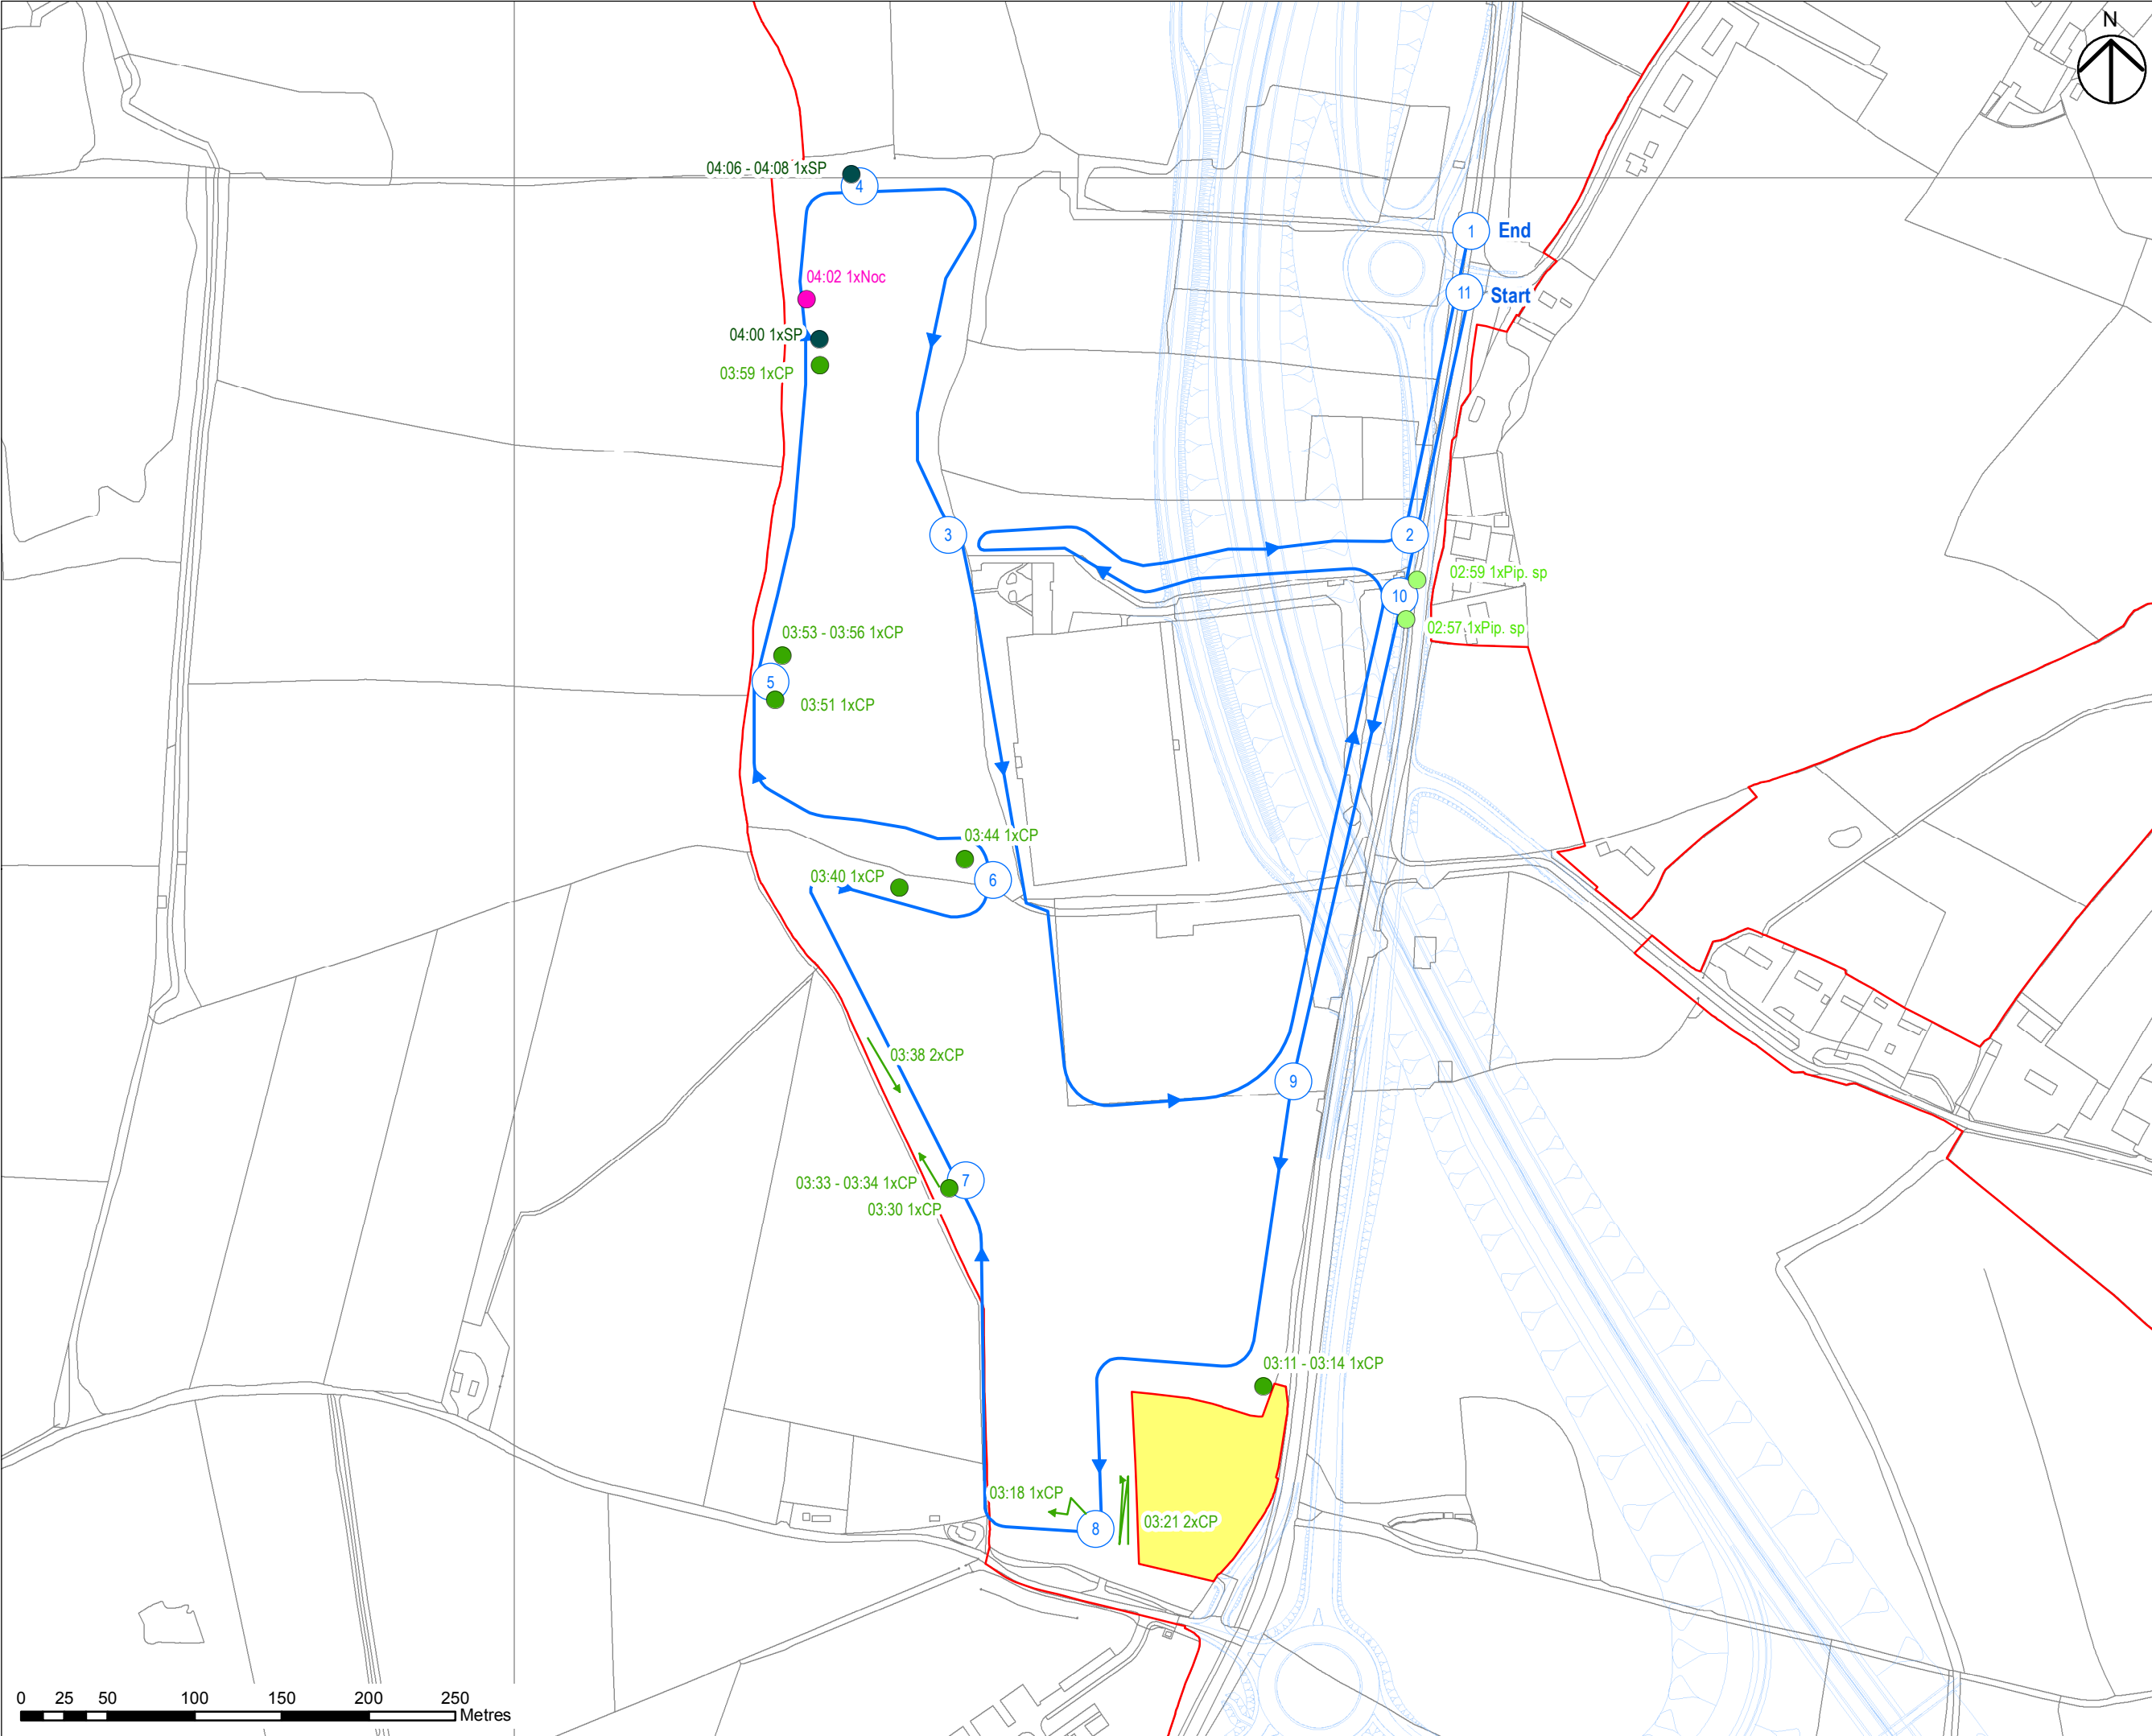 N
04:06 - 04:08 1xSP
4
1
End
11
Start
04:02 1xNoc
04:00 1xSP
03:59 1xCP
3
2
02:59 1xPip. sp
10
02:57 1xPip. sp
03:53 - 03:56 1xCP
5
03:51 1xCP
03:44 1xCP
03:40 1xCP
6
03:38 2xCP
9
7
03:33 - 03:34 1xCP
03:30 1xCP
03:11 - 03:14 1xCP
03:18 1xCP
03:21 2xCP
8
0 25 50 100 150 200 250
Metres